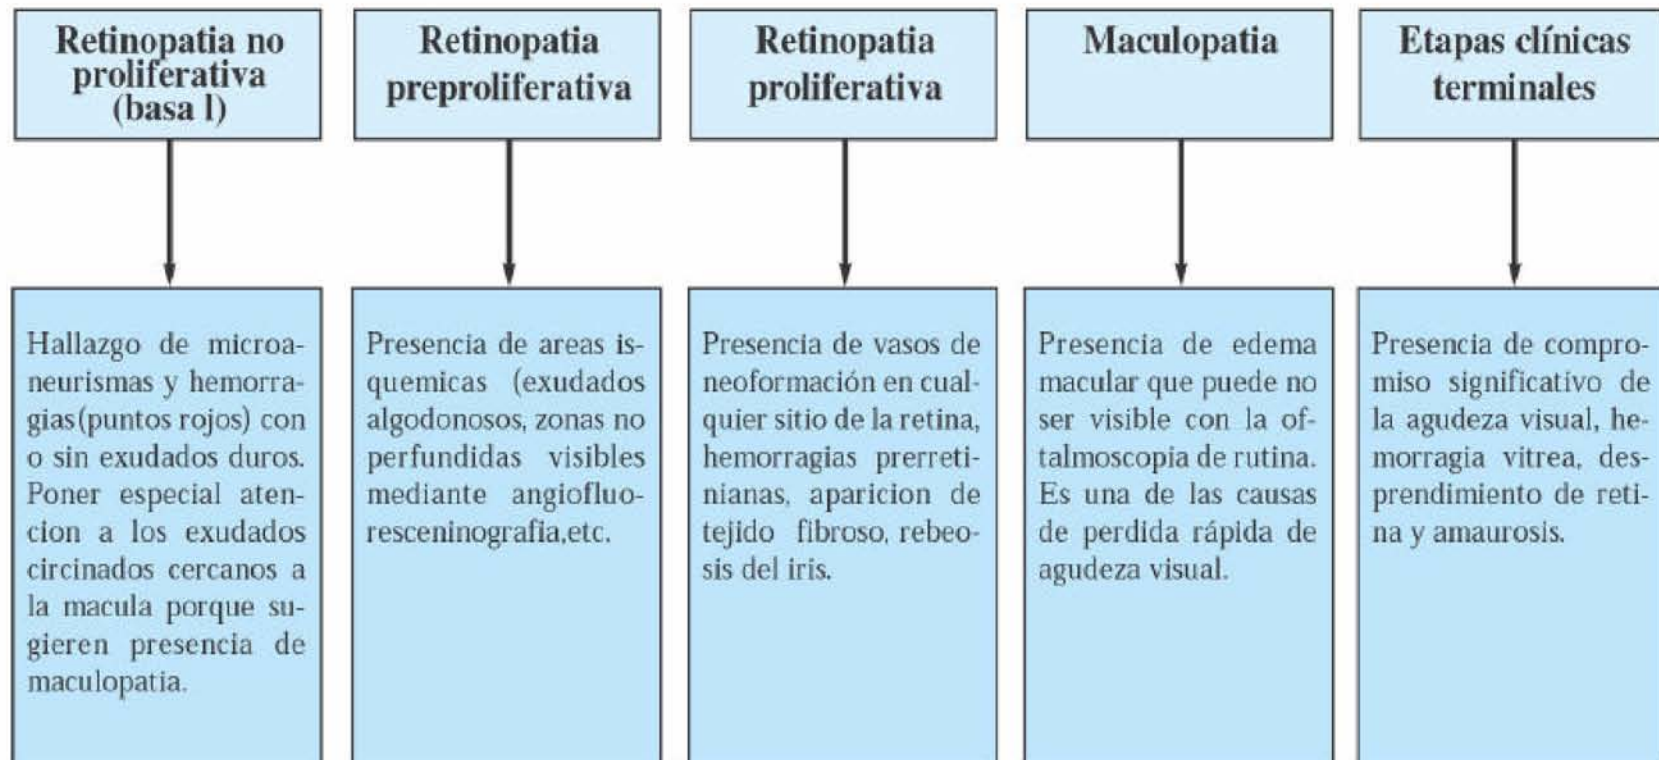 Retinopatia no
proliferativa
(basa l)
Hallazgo de microa-
neurismas y hemorra-
gias(puntos rojos) con
o sin exudados duros.
Poner especial aten-
cion a los exudados
circinados cercanos a
la macula porque su-
gieren presencia de
maculopatia.
Retinopatia
preproliferativa
Presencia de areas is-
quemicas (exudados
algodonosos, zonas no
perfundidas visibles
mediante angiofluo-
resceninografia,etc.
Retinopatia
proliferativa
Presencia de vasos de
neoformación en cual-
quier sitio de la retina,
hemorragias prerreti-
nianas, aparicion de
tejido fibroso, rebeo-
sis del iris.
Maculopatia
Presencia de edema
macular que puede no
ser visible con la of-
talmoscopia de rutina.
Es una de las causas
de perdida rápida de
agudeza visual.
Etapas clínicas
terminales
Presencia de compro-
miso significativo de
la agudeza visual, he-
morragia vitrea, des-
prendimiento de reti-
na y amaurosis.